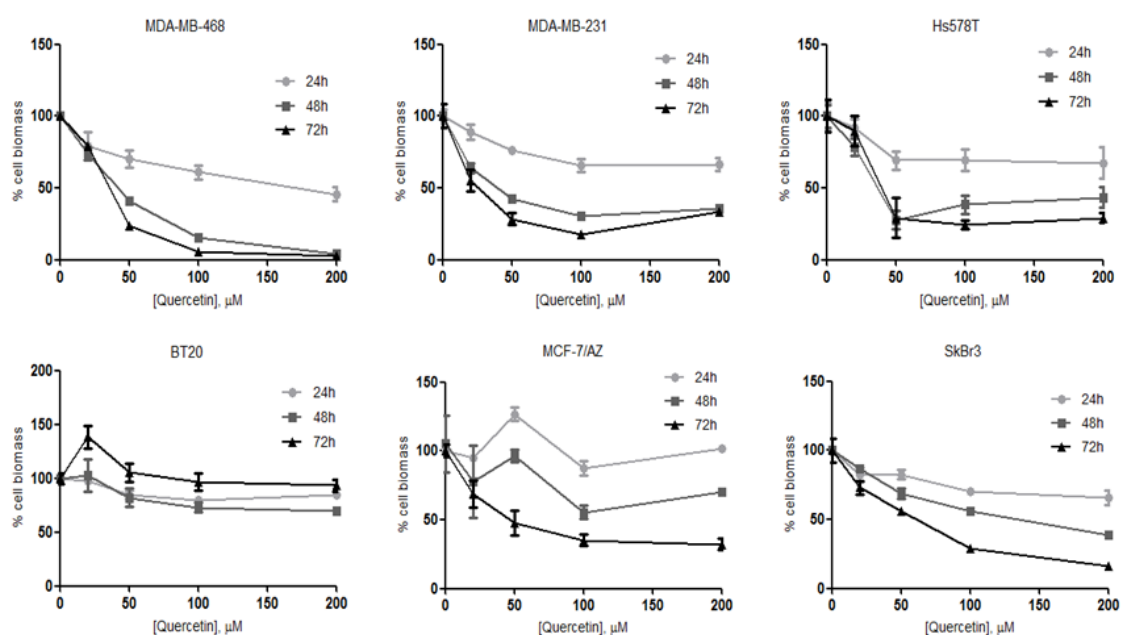 MDA-MB-468
150
100
50
0
% cell biomass
24h
48h
72h
0 50 100 150 200
[Quercetin], μM
MDA-MB-231
150
100
50
0
% cell biomass
24h
48h
72h
0 50 100 150 200
[Quercetin], μM
Hs578T
150
100
50
0
% cell biomass
24h
48h
72h
0 50 100 150 200
[Quercetin], μM
BT20
200
150
100
50
0
% cell biomass
24h
48h
72h
0 50 100 150 200
[Quercetin], μM
MCF-7/AZ
150
100
50
0
% cell biomass
24h
48h
72h
0 50 100 150 200
[Quercetin], μM
SkBr3
150
100
50
0
% cell biomass
24h
48h
72h
0 50 100 150 200
[Quercetin], μM